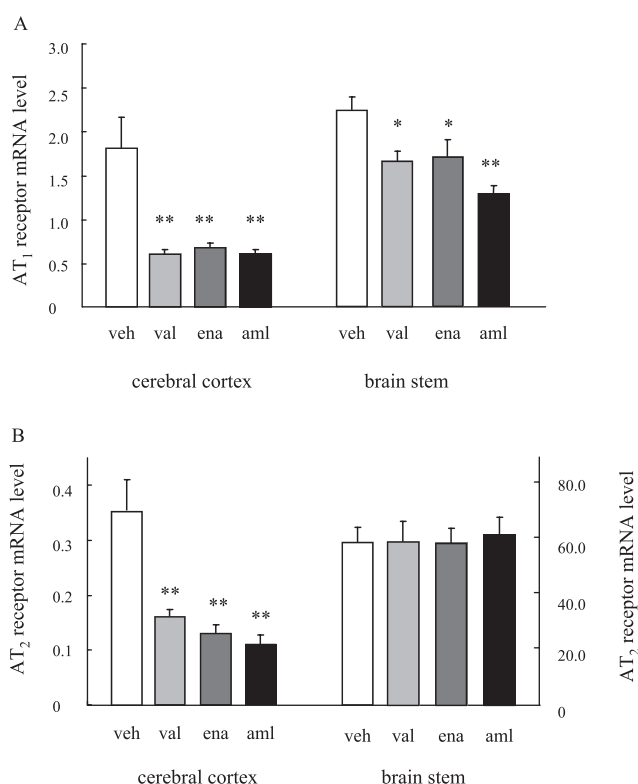 A
AT1 receptor mRNA level
3.0
2.5
2.0
1.5
1.0
0.5
0
** ** **
* * **
veh val ena aml veh val ena aml
cerebral cortex brain stem
B
AT2 receptor mRNA level
0.4
0.3
0.2
0.1
0
** ** **
80.0
60.0
40.0
20.0
0
AT2 receptor mRNA level
veh val ena aml veh val ena aml
cerebral cortex brain stem